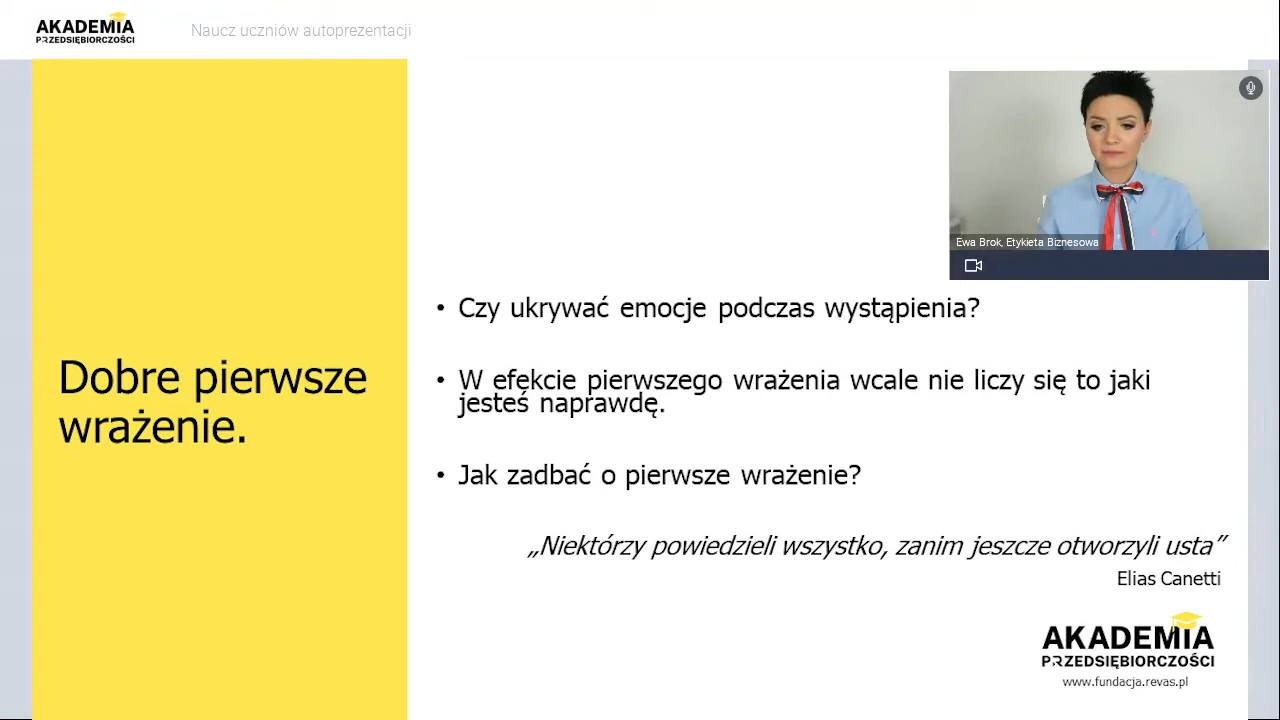 AKADEMIA
PRZEDSIĘBIORCZOŚCI
Naucz uczniów autoprezentacji
Ewa Brok, Etykieta Biznesowa
Dobre pierwsze
wrażenie.
• Czy ukrywać emocje podczas wystąpienia?
• W efekcie pierwszego wrażenia wcale nie liczy się to jaki
jesteś naprawdę.
• Jak zadbać o pierwsze wrażenie?
„Niektórzy powiedzieli wszystko, zanim jeszcze otworzyli usta”
Elias Canetti
AKADEMIA
PRZEDSIĘBIORCZOŚCI
www.fundacja.revas.pl